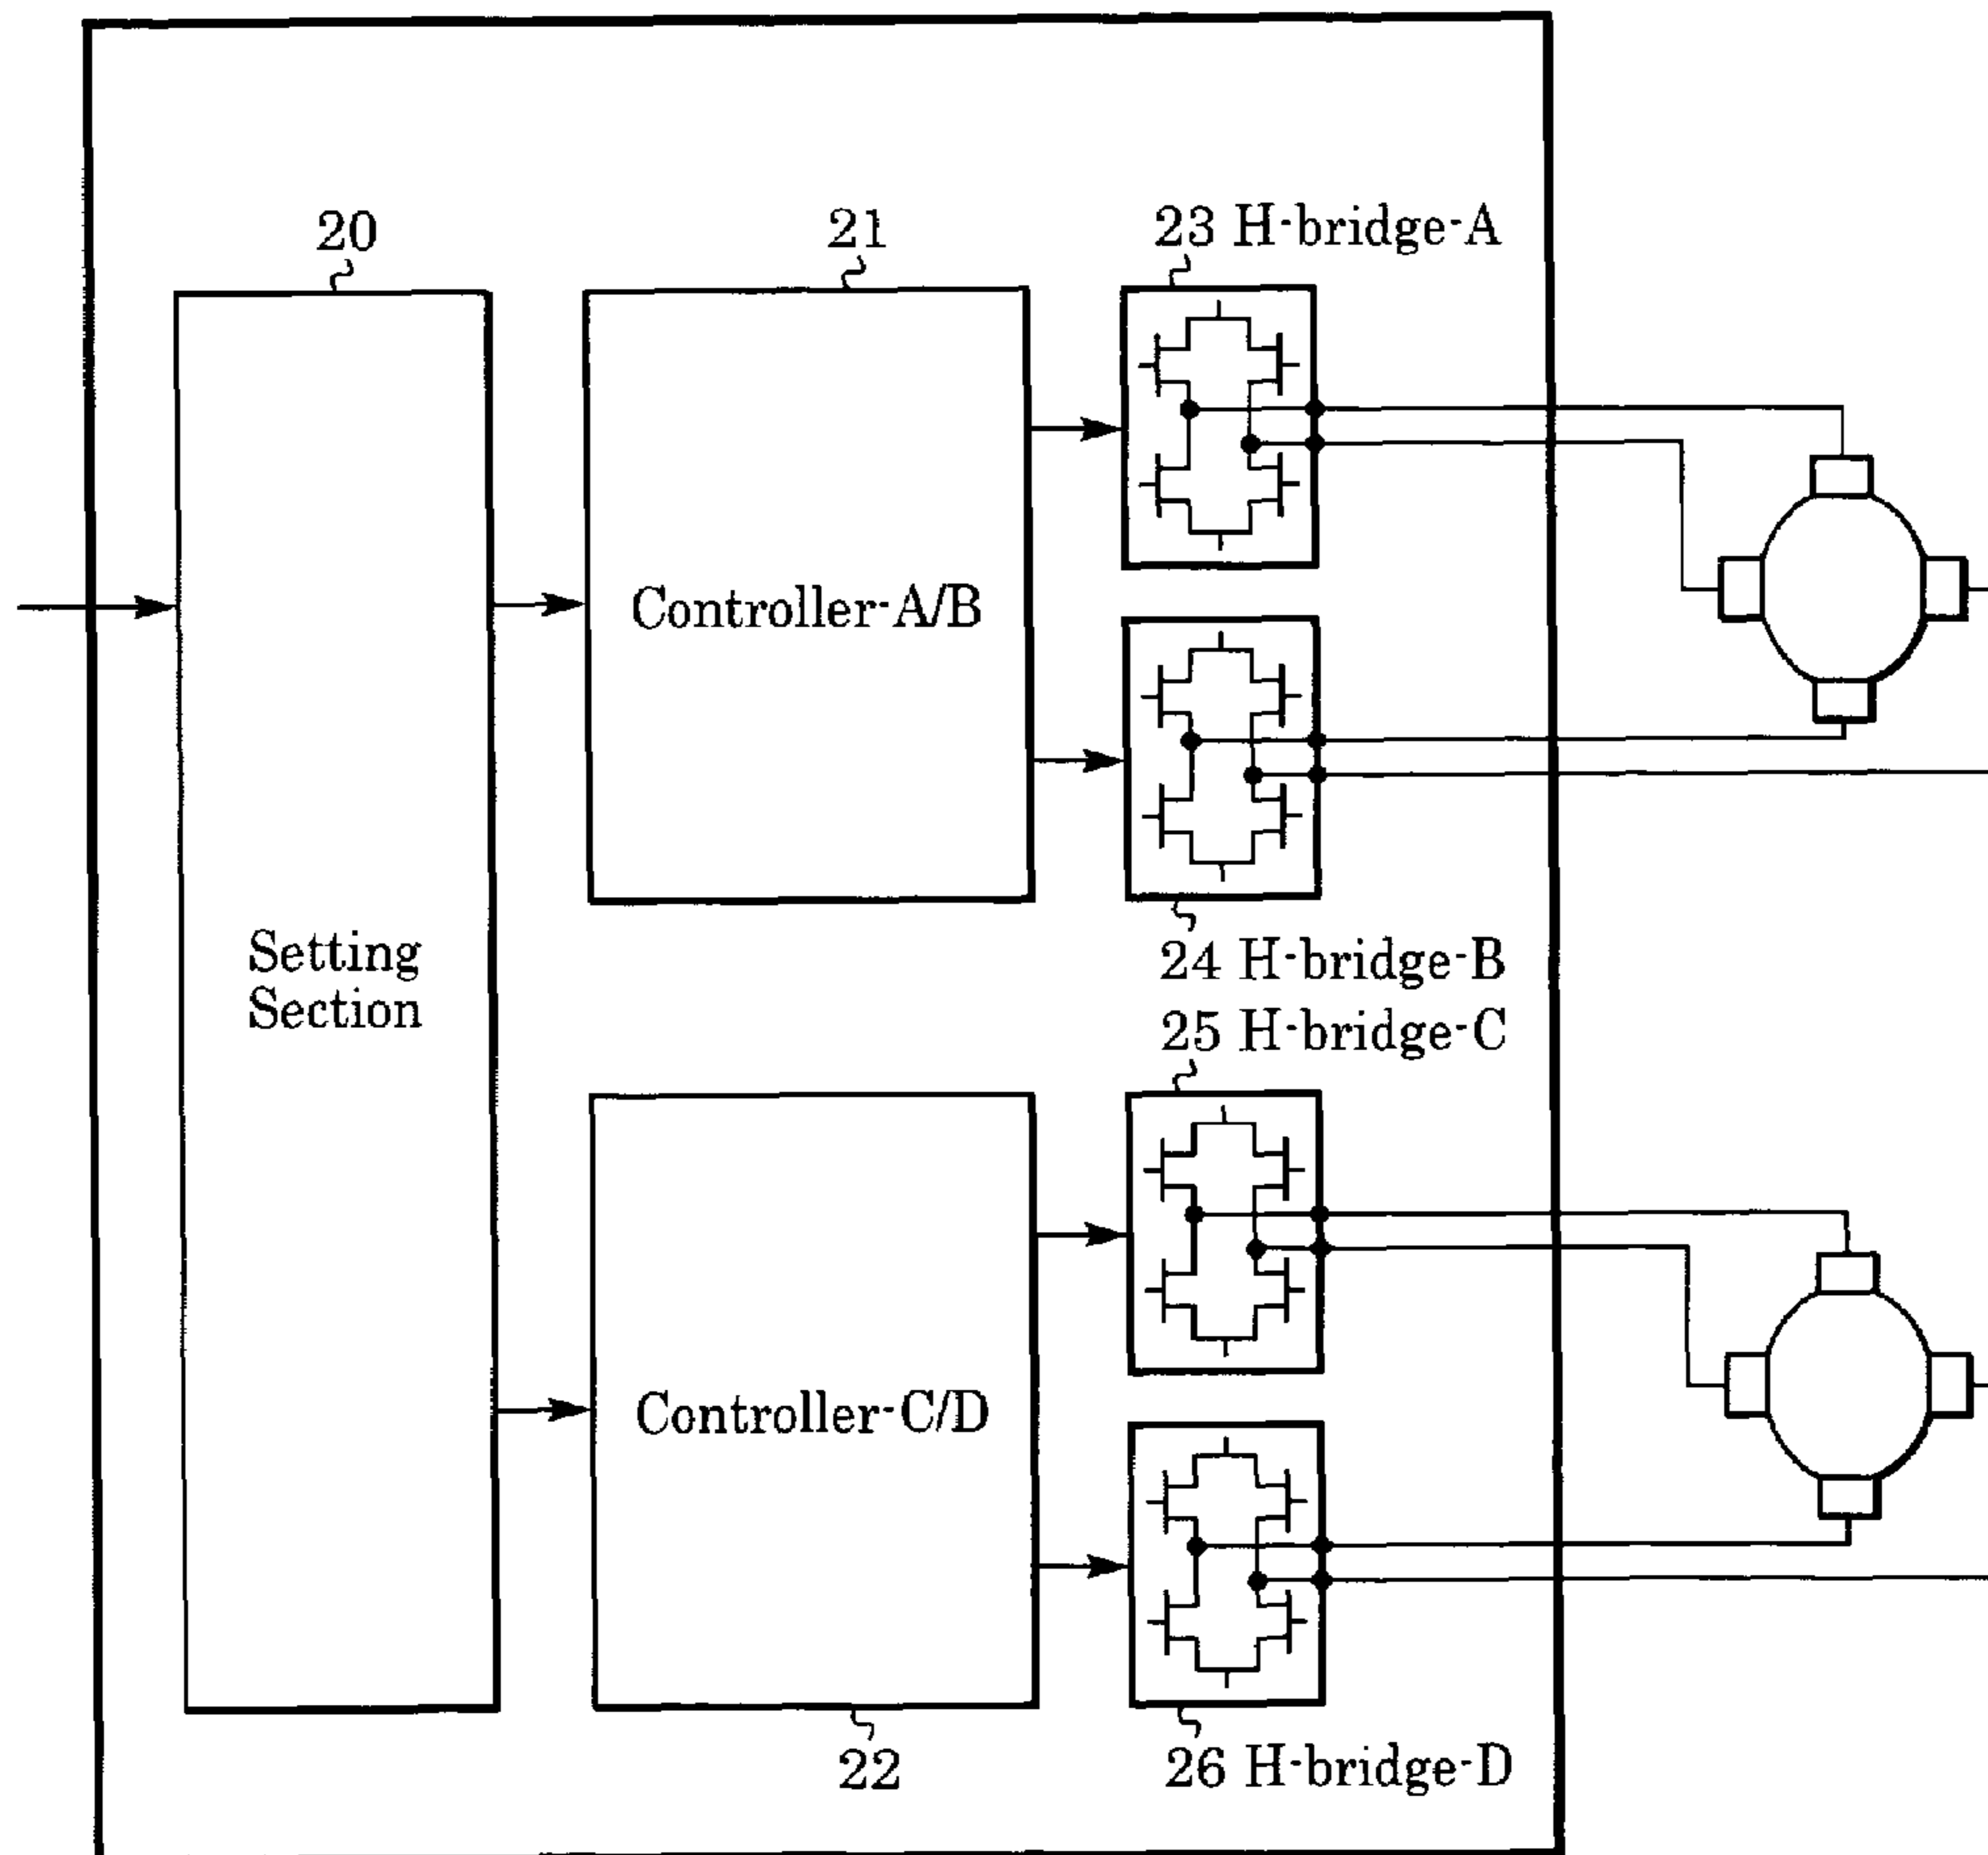 20
21
23 H-bridge-A
Controller-A/B
Setting
Section
24 H-bridge-B
25 H-bridge-C
Controller-C/D
22
26 H-bridge-D